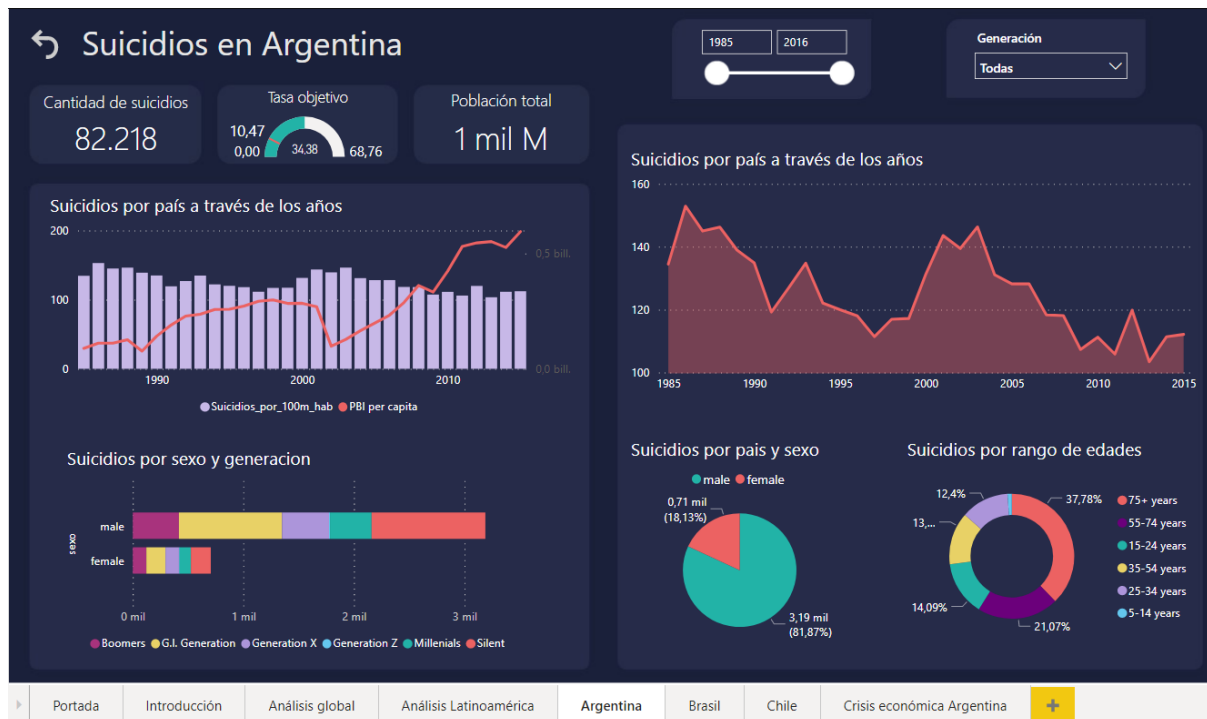 Suicidios en Argentina
1985 2016
Generación
Todas
Cantidad de suicidios
82.218
Tasa objetivo
10,47
0,00 34,38 68,76
Población total
1 mil M
Suicidios por país a través de los años
200
100
0
0.5 bill.
0.0 bill.
1990 2000 2010
Suicidios_por_100m_hab PBI per capita
Suicidios por sexo y generacion
sexo
male
female
0 mil 1 mil 2 mil 3 mil
Boomers G.I. Generation Generation X Generation Z Millenials Silent
Suicidios por país a través de los años
160
140
120
100
1985 1990 1995 2000 2005 2010 2015
Suicidios por pais y sexo
male female
0,71 mil
(18,13%)
3,19 mil
(81,87%)
Suicidios por rango de edades
12,4%
13,...
14,09%
37,78%
21,07%
75+ years
55-74 years
15-24 years
35-54 years
25-34 years
5-14 years
Portada Introducción Análisis global Análisis Latinoamérica Argentina Brasil Chile Crisis económica Argentina +